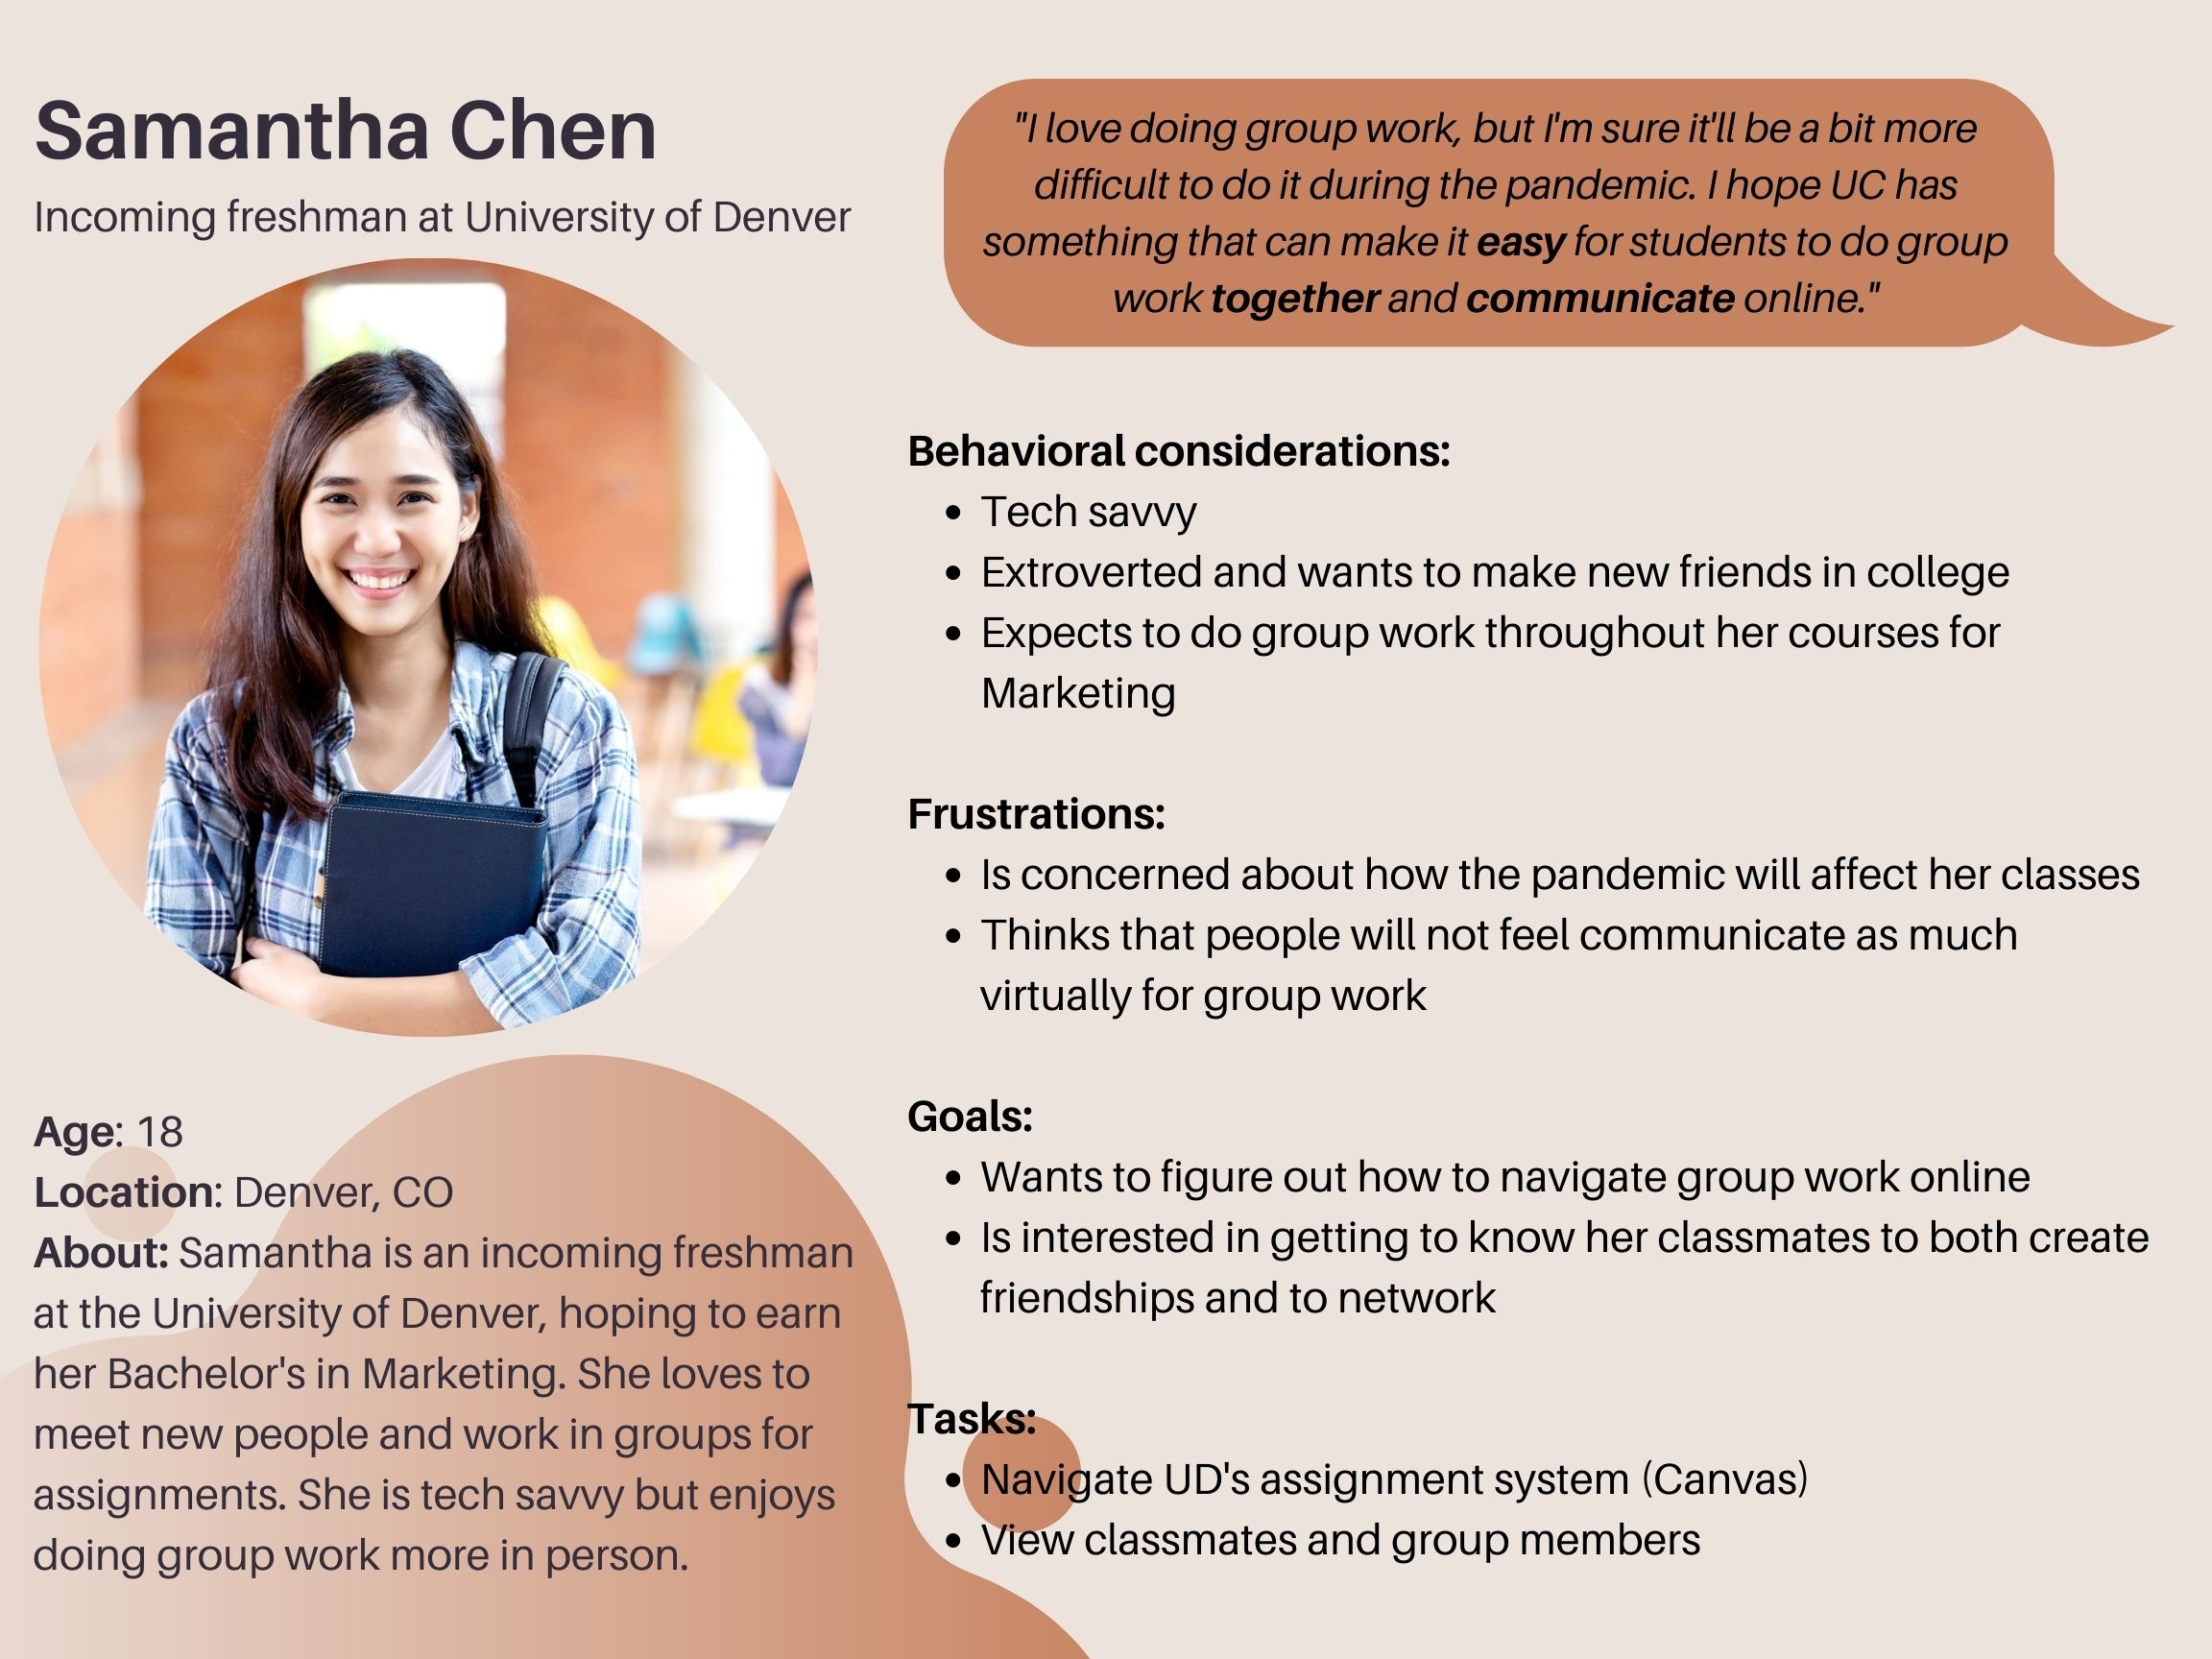 Samantha Chen
Incoming freshman at University of Denver
Age: 18
Location: Denver, CO
About: Samantha is an incoming freshman
at the University of Denver, hoping to earn
her Bachelor's in Marketing. She loves to
meet new people and work in groups for
assignments. She is tech savvy but enjoys
doing group work more in person.
"I love doing group work, but I'm sure it'll be a bit more
difficult to do it during the pandemic. I hope UC has
something that can make it easy for students to do group
work together and communicate online."
Behavioral considerations:
• Tech savvy
• Extroverted and wants to make new friends in college
• Expects to do group work throughout her courses for
Marketing
Frustrations:
• Is concerned about how the pandemic will affect her classes
• Thinks that people will not feel communicate as much
virtually for group work
Goals:
• Wants to figure out how to navigate group work online
• Is interested in getting to know her classmates to both create
friendships and to network
Tasks:
• Navigate UD's assignment system (Canvas)
• View classmates and group members